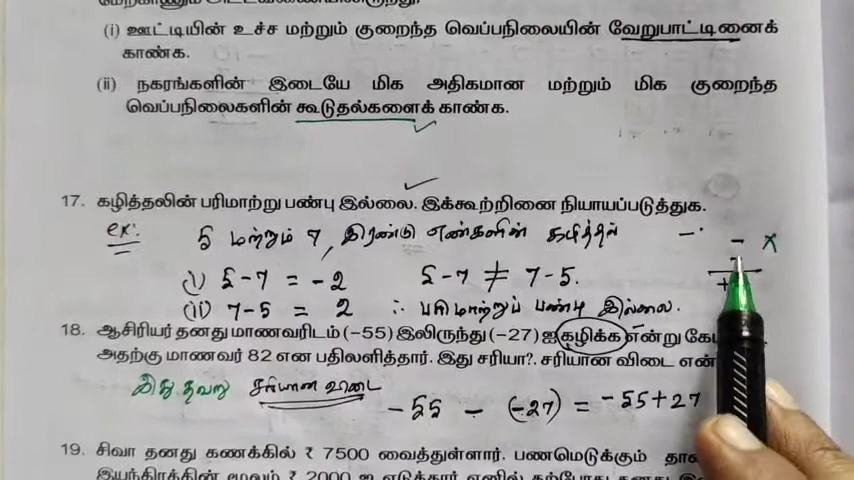 (i) ஊட்டியின் உச்ச மற்றும் குறைந்த வெப்பநிலையின் வேறுபாட்டினைக்
காண்க.
(ii) நகரங்களின் இடையே மிக அதிகமான மற்றும் மிக குறைந்த
வெப்பநிலைகளின் கூடுதல்களைக் காண்க.
17. கழித்தலின் பரிமாற்று பண்பு இல்லை. இக்கூற்றினை நியாயப்படுத்துக.
ex: 5 மற்றும் 7, இரண்டு எண்களின் கழித்தல்
(i) 5-7 = -2 5-7 ≠ 7-5.
(ii) 7-5 = 2 ∴ பரிமாற்றுப் பண்பு இல்லை.
18. ஆசிரியர் தனது மாணவரிடம் (-55) இலிருந்து (-27) ஐ கழிக்க என்று
அதற்கு மாணவர் 82 என பதிலளித்தார். இது சரியா?. சரியான விடை
இது தவறு சரியான விடை
-55 - (-27) = -55+27
19. சிவா தனது கணக்கில் ₹ 7500 வைத்துள்ளார். பணமெடுக்கும்
இயந்திரத்தின் மூலம் ₹ 2000 ஐ எடுக்கார் எனில்